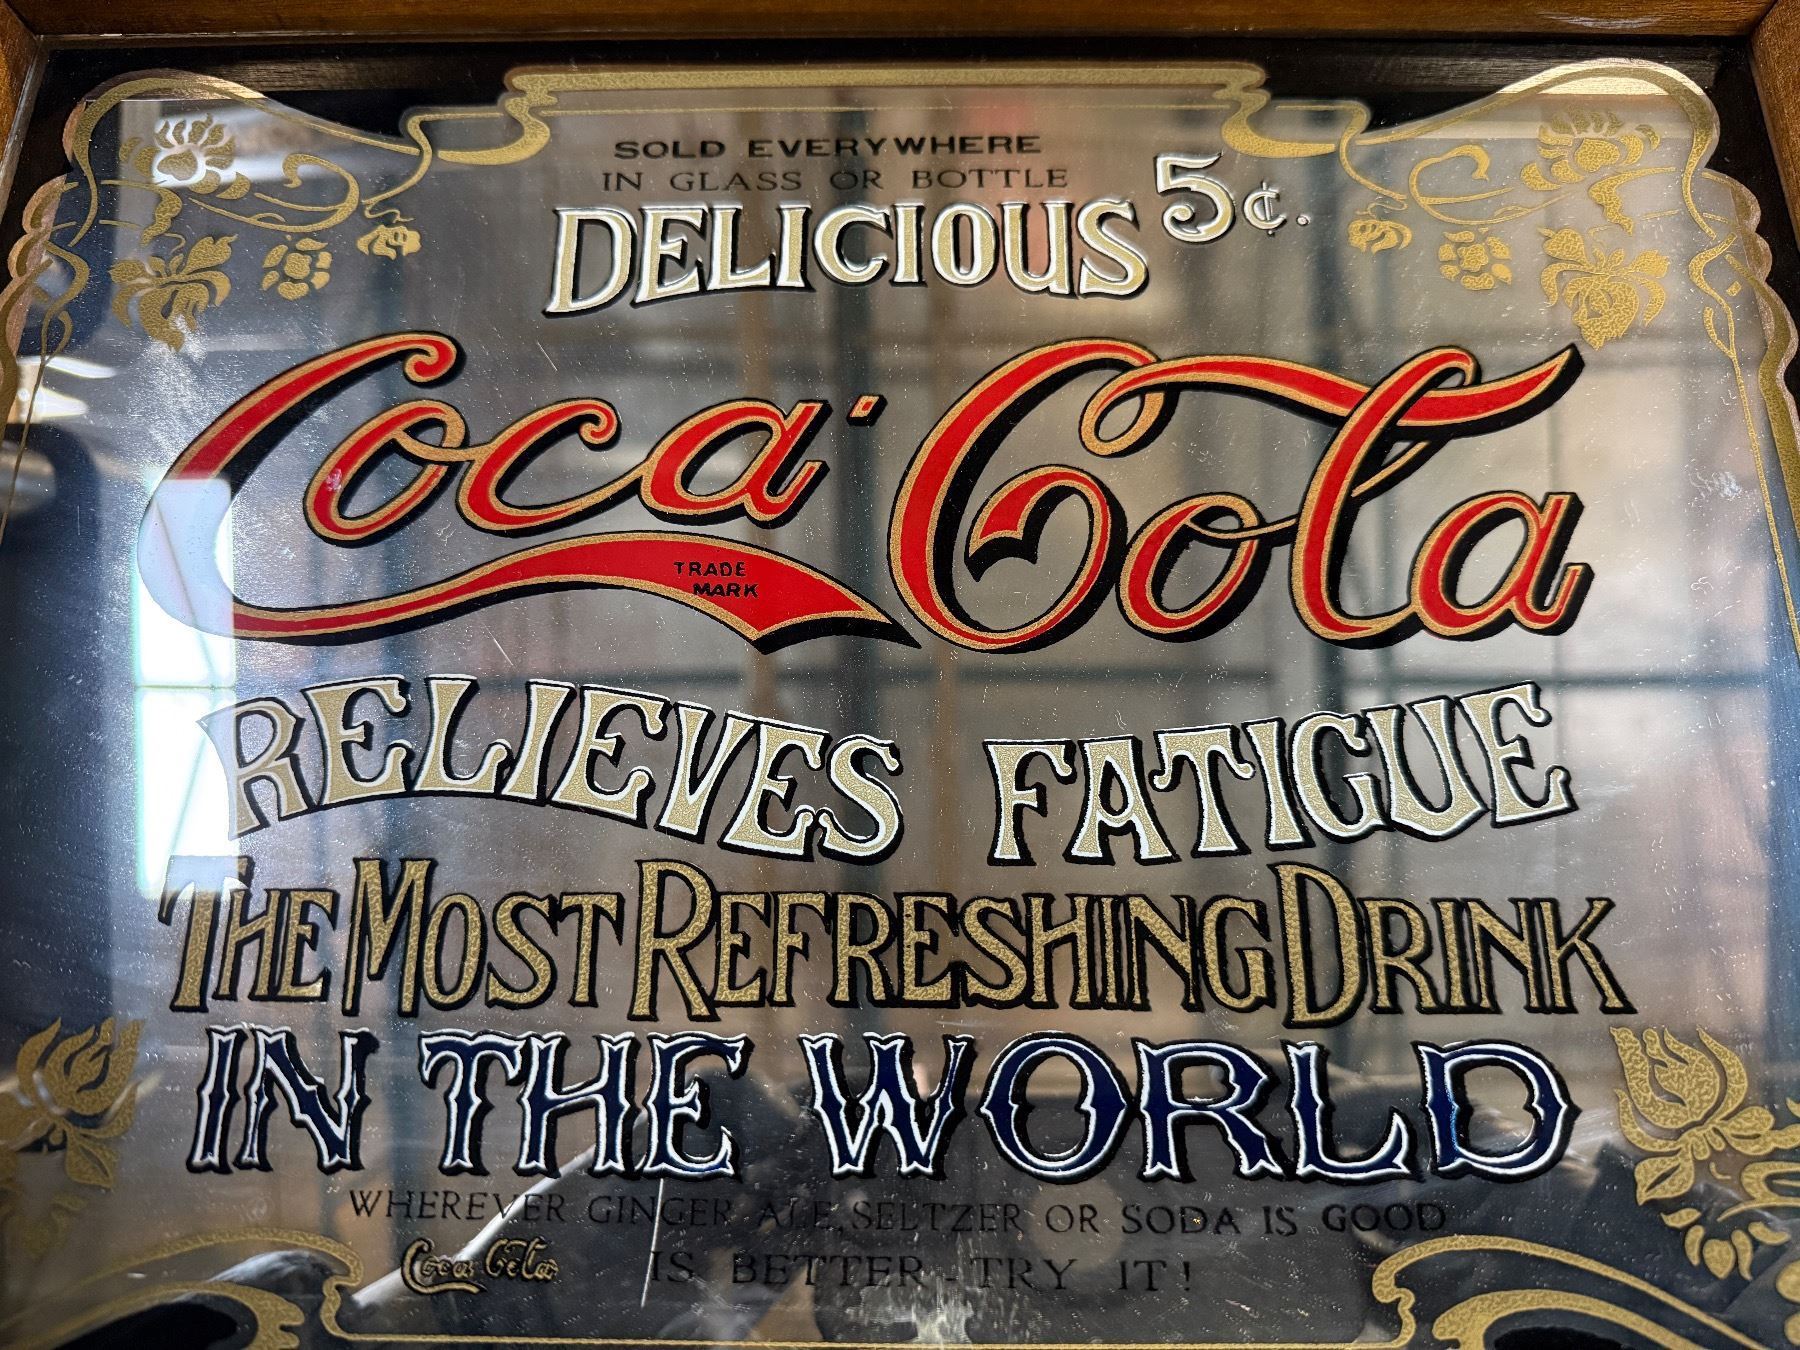 SOLD EVERYWHERE
IN GLASS OR BOTTLE
DELICIOUS 5¢.
Coca-Cola
TRADE
MARK
RELIEVES FATIGUE
THE MOST REFRESHING DRINK
IN THE WORLD
WHEREVER GINGER ALE, SELTZER OR SODA IS GOOD
Coca Cola IS BETTER - TRY IT!